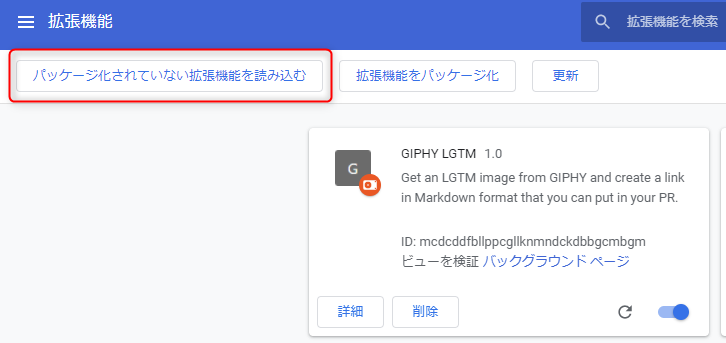 拡張機能
拡張機能を検索
パッケージ化されていない拡張機能を読み込む
拡張機能をパッケージ化
更新
G
GIPHY LGTM 1.0
Get an LGTM image from GIPHY and create a link
in Markdown format that you can put in your PR.
ID: mcdcddfbllppcgllknmndckdbbgcmbgm
ビューを検証 バックグラウンド ページ
詳細
削除